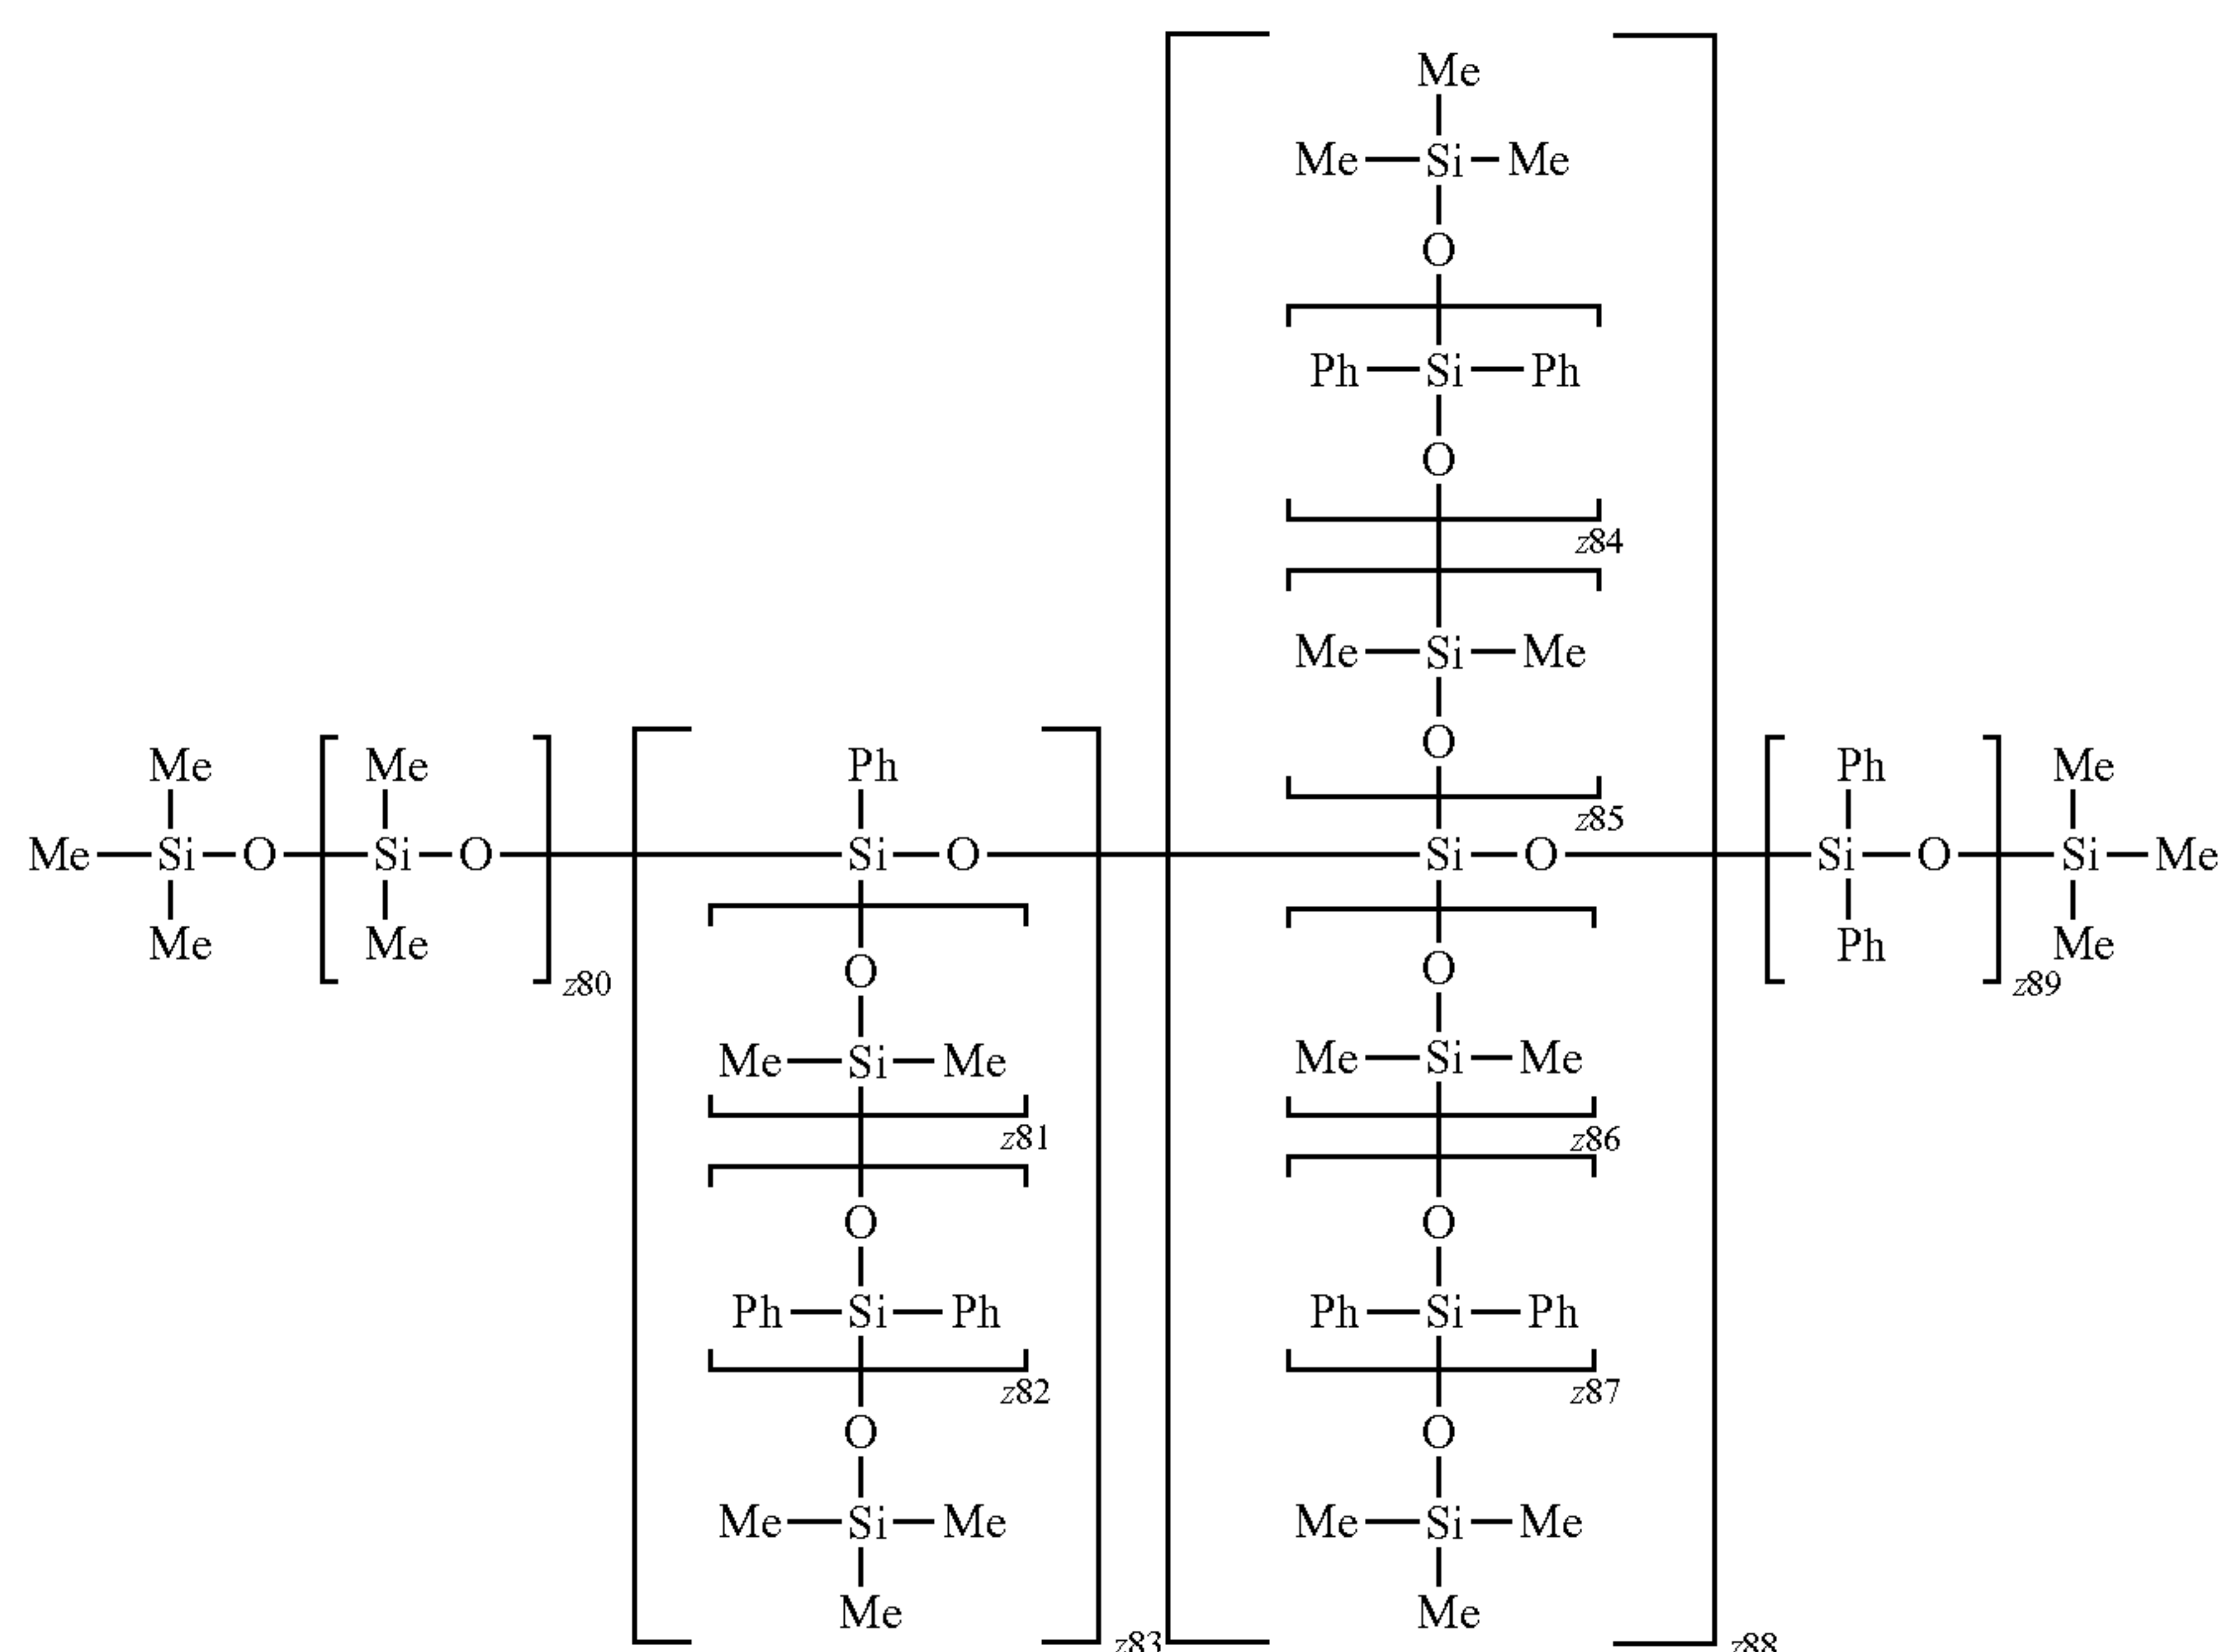 Me
Me—Si—Me
O
Ph—Si—Ph
O
z84
Me—Si—Me
O
z85
Me Me Ph Ph Me
Me—Si—O—Si—O—Si—O—Si—O—Si—O—Si—Me
Me Me Ph Me
z80 z89
O O
Me—Si—Me Me—Si—Me
z81 z86
O O
Ph—Si—Ph Ph—Si—Ph
z82 z87
O O
Me—Si—Me Me—Si—Me
Me Me
z83 z88